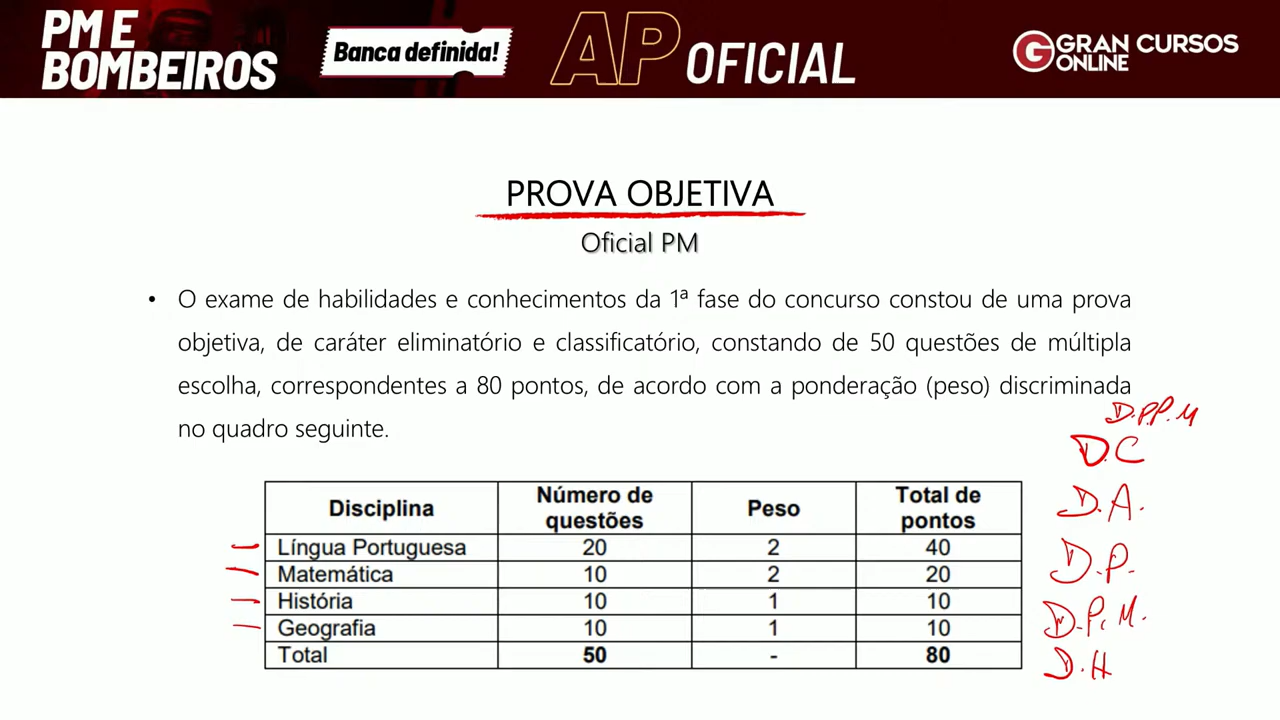 PM E
BOMBEIROS
Banca definida!
AP OFICIAL
G GRAN CURSOS
ONLINE
PROVA OBJETIVA
Oficial PM
• O exame de habilidades e conhecimentos da 1ª fase do concurso constou de uma prova
objetiva, de caráter eliminatório e classificatório, constando de 50 questões de múltipla
escolha, correspondentes a 80 pontos, de acordo com a ponderação (peso) discriminada
no quadro seguinte.
D.P.P.M
D.C
Disciplina Número de questões Peso Total de pontos
D.A.
Língua Portuguesa 20 2 40
D.P.
Matemática 10 2 20
História 10 1 10
D.P.M.
Geografia 10 1 10
Total 50 - 80
D.H